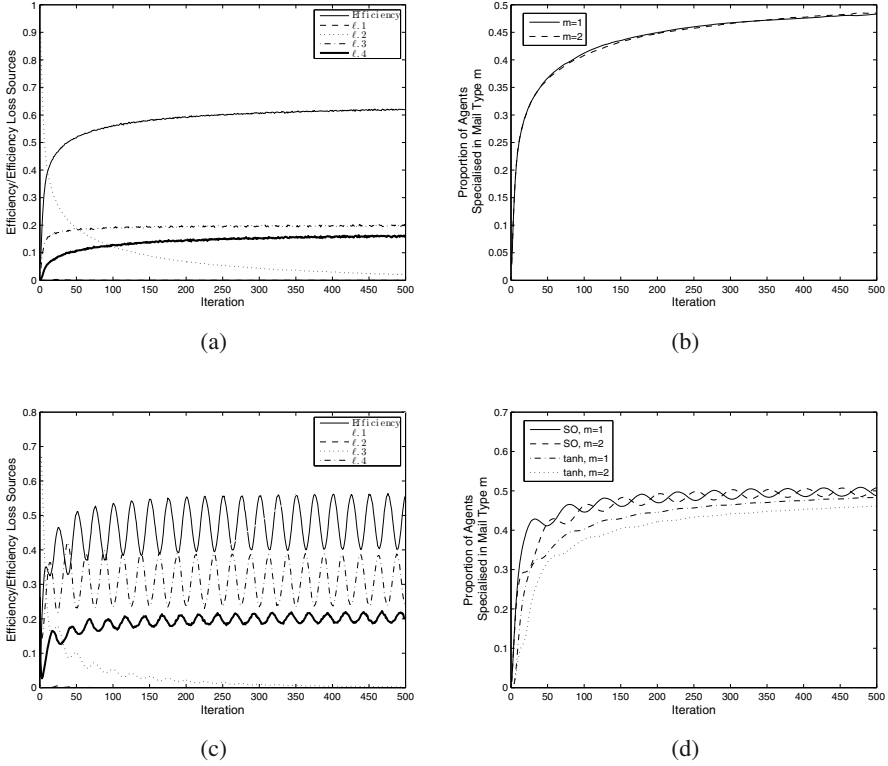 Efficiency/Efficiency Loss Sources
1
0.9
0.8
0.7
0.6
0.5
0.4
0.3
0.2
0.1
0
0 50 100 150 200 250 300 350 400 450 500
Iteration
Efficiency
ℓ.1
ℓ.2
ℓ.3
ℓ.4
(a)
Proportion of Agents
Specialised in Mail Type m
0.5
0.45
0.4
0.35
0.3
0.25
0.2
0.15
0.1
0.05
0
0 50 100 150 200 250 300 350 400 450 500
Iteration
m=1
m=2
(b)
Efficiency/Efficiency Loss Sources
0.8
0.7
0.6
0.5
0.4
0.3
0.2
0.1
0
0 50 100 150 200 250 300 350 400 450 500
Iteration
Efficiency
ℓ.1
ℓ.2
ℓ.3
ℓ.4
(c)
Proportion of Agents
Specialised in Mail Type m
0.7
0.6
0.5
0.4
0.3
0.2
0.1
0
0 50 100 150 200 250 300 350 400 450 500
Iteration
SO, m=1
SO, m=2
tanh, m=1
tanh, m=2
(d)